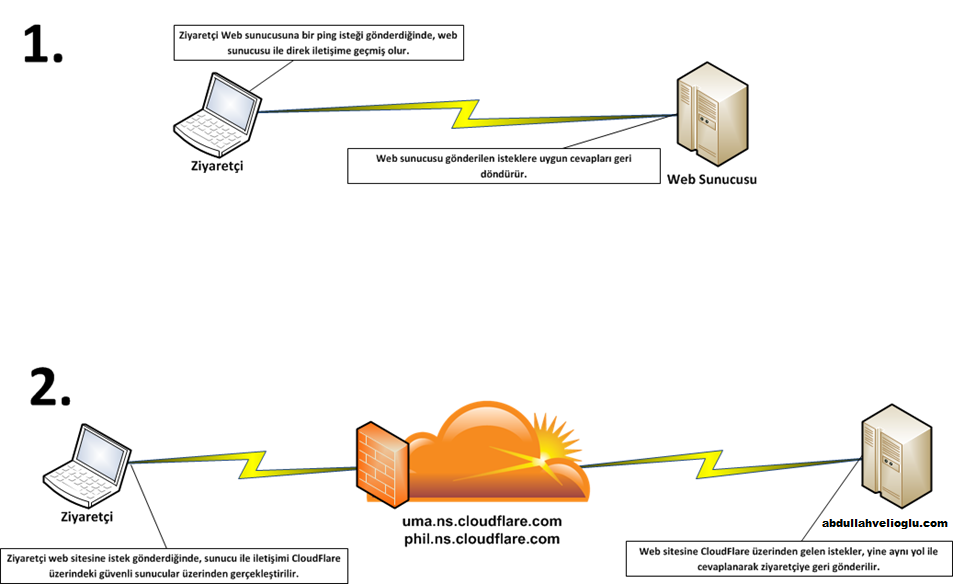 1.
Ziyaretçi Web sunucusuna bir ping isteği gönderdiğinde, web
sunucusu ile direk iletişime geçmiş olur.
Ziyaretçi
Web sunucusu gönderilen isteklere uygun cevapları geri
döndürür.
Web Sunucusu
2.
Ziyaretçi
uma.ns.cloudflare.com
phil.ns.cloudflare.com
abdullahvelioglu.com
Ziyaretçi web sitesine istek gönderdiğinde, sunucu ile iletişimi CloudFlare
üzerindeki güvenli sunucular üzerinden gerçekleştirilir.
Web sitesine CloudFlare üzerinden gelen istekler, yine aynı yol ile
cevaplanarak ziyaretçiye geri gönderilir.